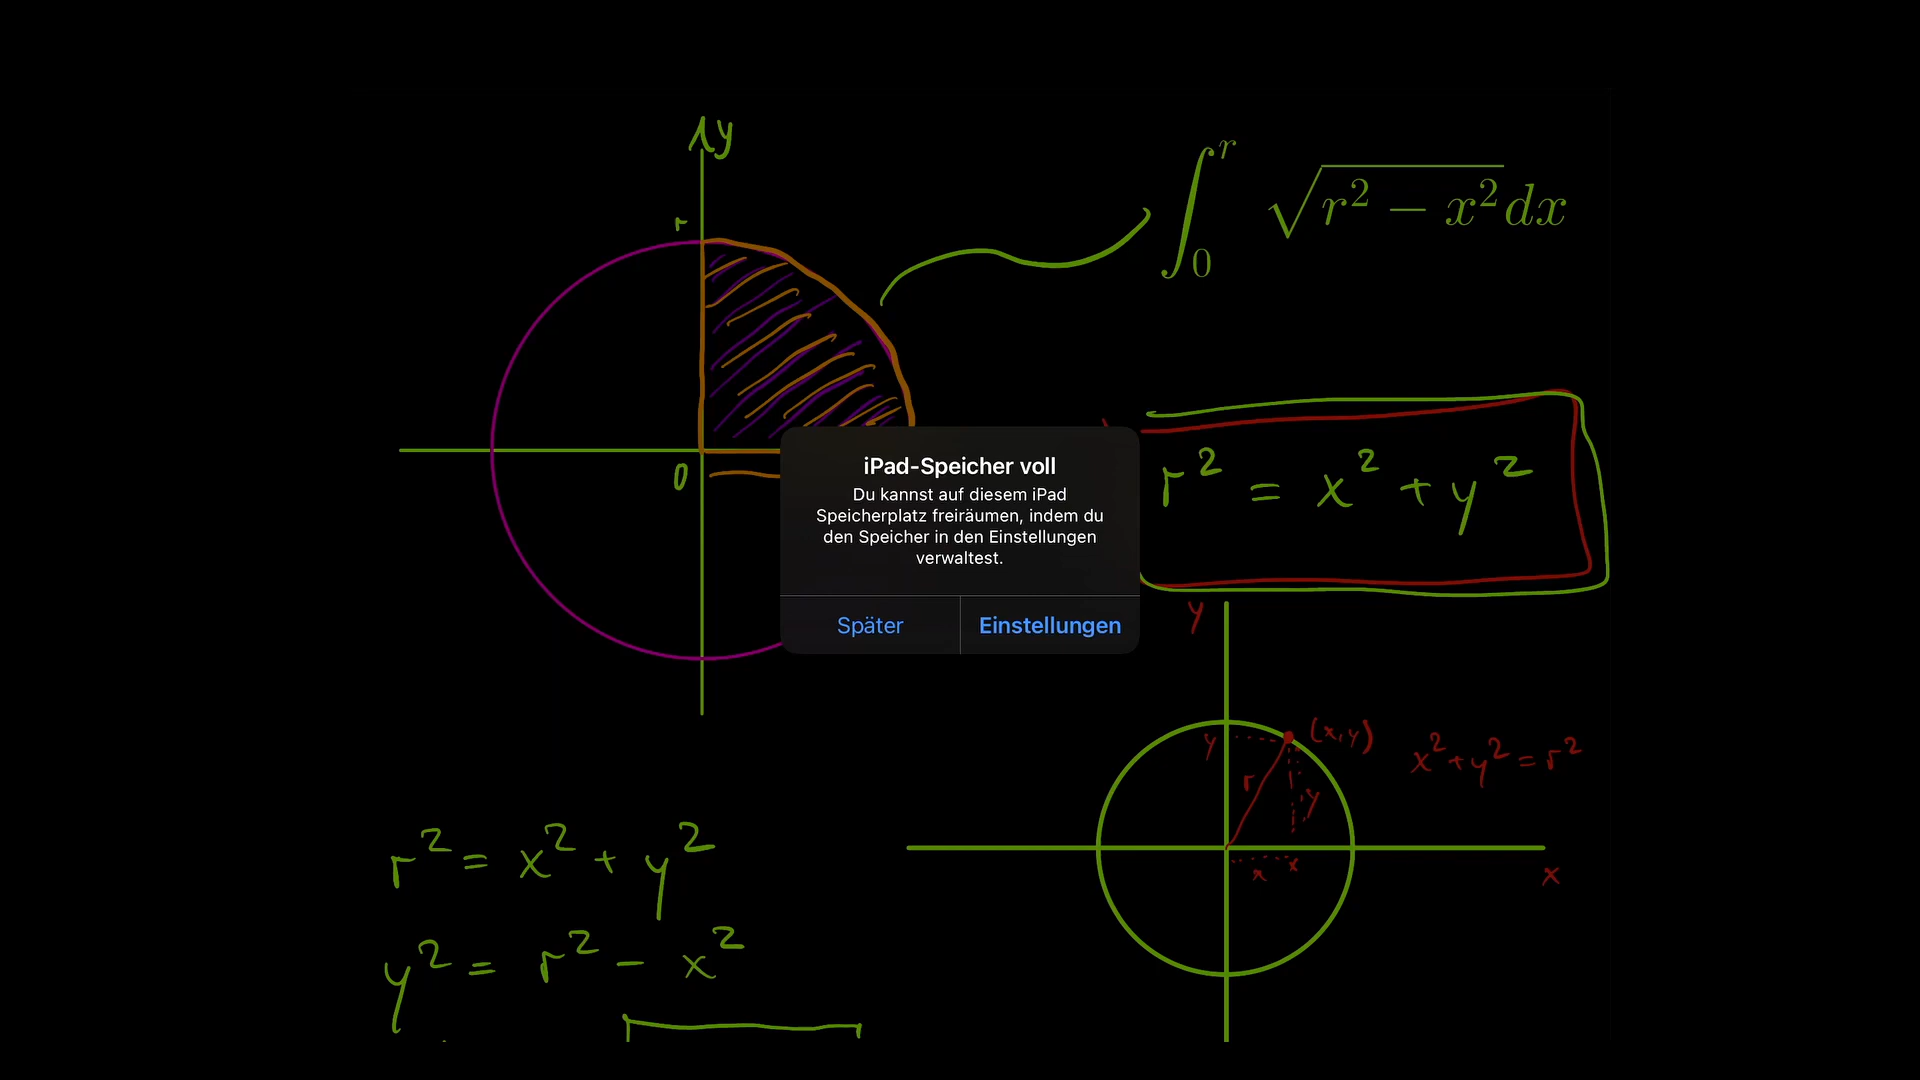 y
r
∫₀ʳ √(r² − x²) dx
0
iPad-Speicher voll
Du kannst auf diesem iPad
Speicherplatz freiräumen, indem du
den Speicher in den Einstellungen
verwaltest.
Später
Einstellungen
r² = x² + y²
y
y
(x,y)
x² + y² = r²
r
y
x
x
x
r² = x² + y²
y² = r² − x²